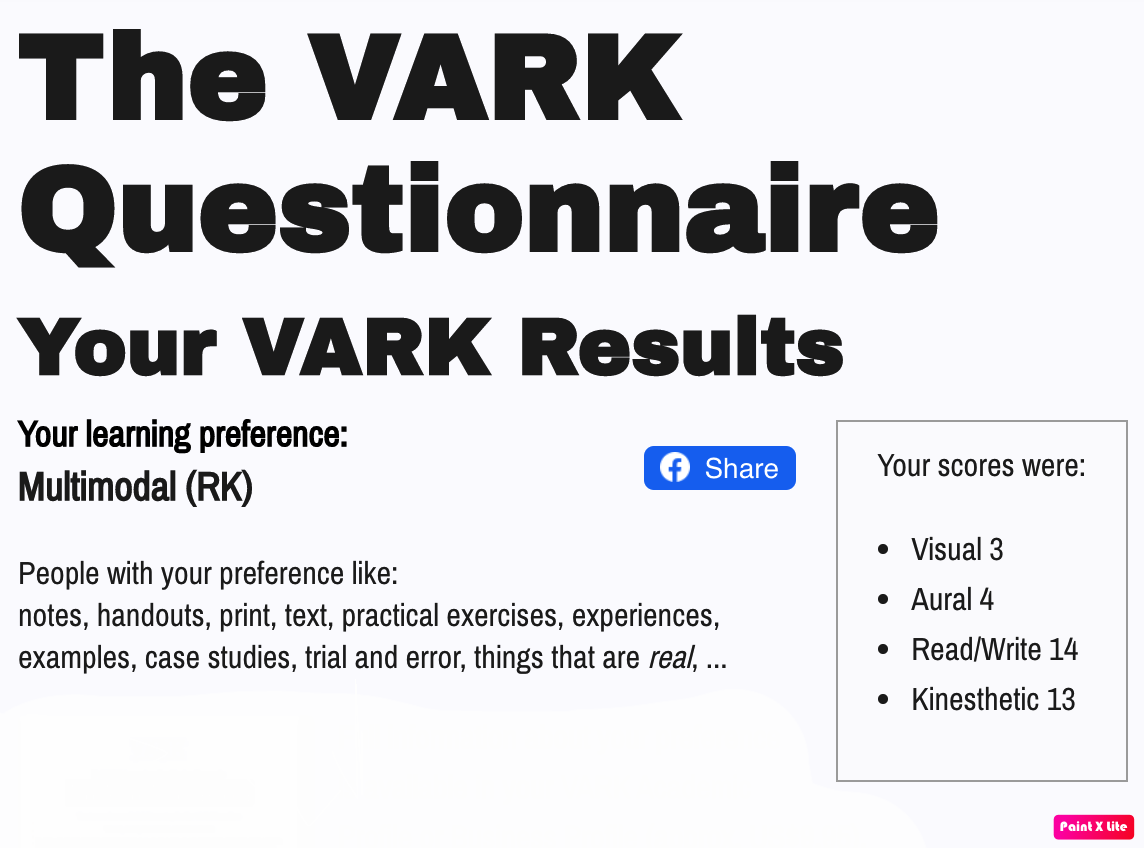 The VARK
Questionnaire
Your VARK Results
Your learning preference:
Multimodal (RK)
Share
People with your preference like:
notes, handouts, print, text, practical exercises, experiences,
examples, case studies, trial and error, things that are real, ...
Your scores were:
• Visual 3
• Aural 4
• Read/Write 14
• Kinesthetic 13
Paint X Lite